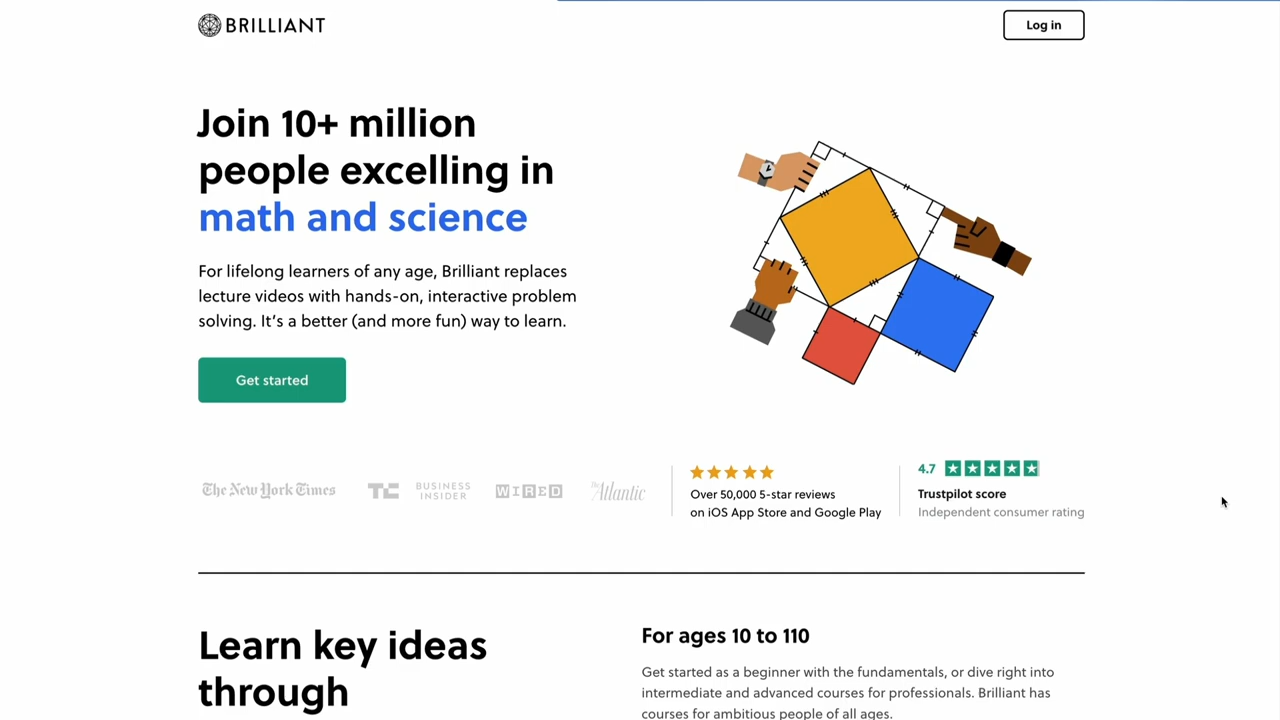 BRILLIANT
Log in
Join 10+ million
people excelling in
math and science
For lifelong learners of any age, Brilliant replaces
lecture videos with hands-on, interactive problem
solving. It's a better (and more fun) way to learn.
Get started
The New York Times
TC
BUSINESS
INSIDER
WIRED
The Atlantic
Over 50,000 5-star reviews
on iOS App Store and Google Play
4.7
Trustpilot score
Independent consumer rating
Learn key ideas
through
For ages 10 to 110
Get started as a beginner with the fundamentals, or dive right into
intermediate and advanced courses for professionals. Brilliant has
courses for ambitious people of all ages.